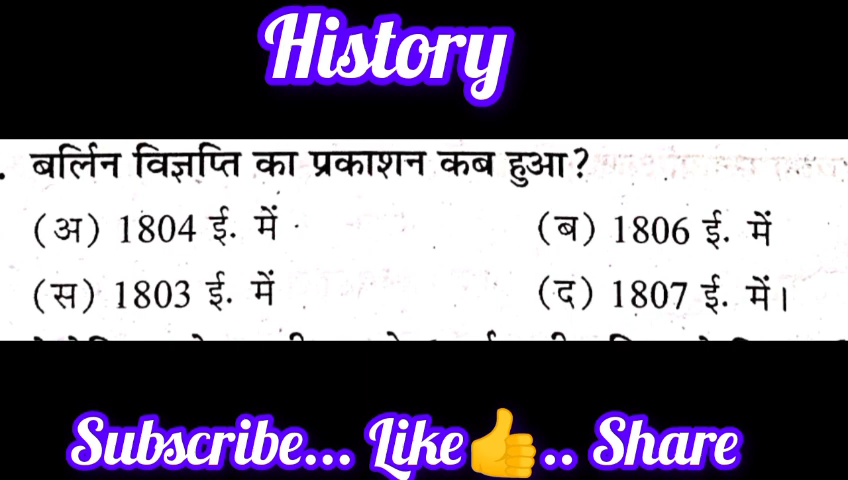 History
. बर्लिन विज्ञप्ति का प्रकाशन कब हुआ?
(अ) 1804 ई. में (ब) 1806 ई. में
(स) 1803 ई. में (द) 1807 ई. में।
Subscribe... Like👍.. Share